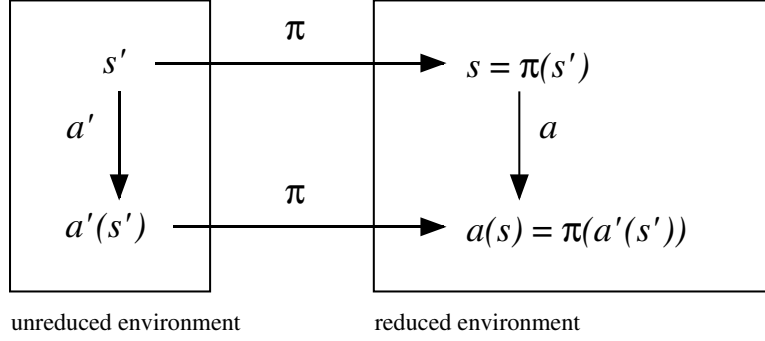 π
s′ s = π(s′)
a′ a
π
a′(s′) a(s) = π(a′(s′))
unreduced environment reduced environment